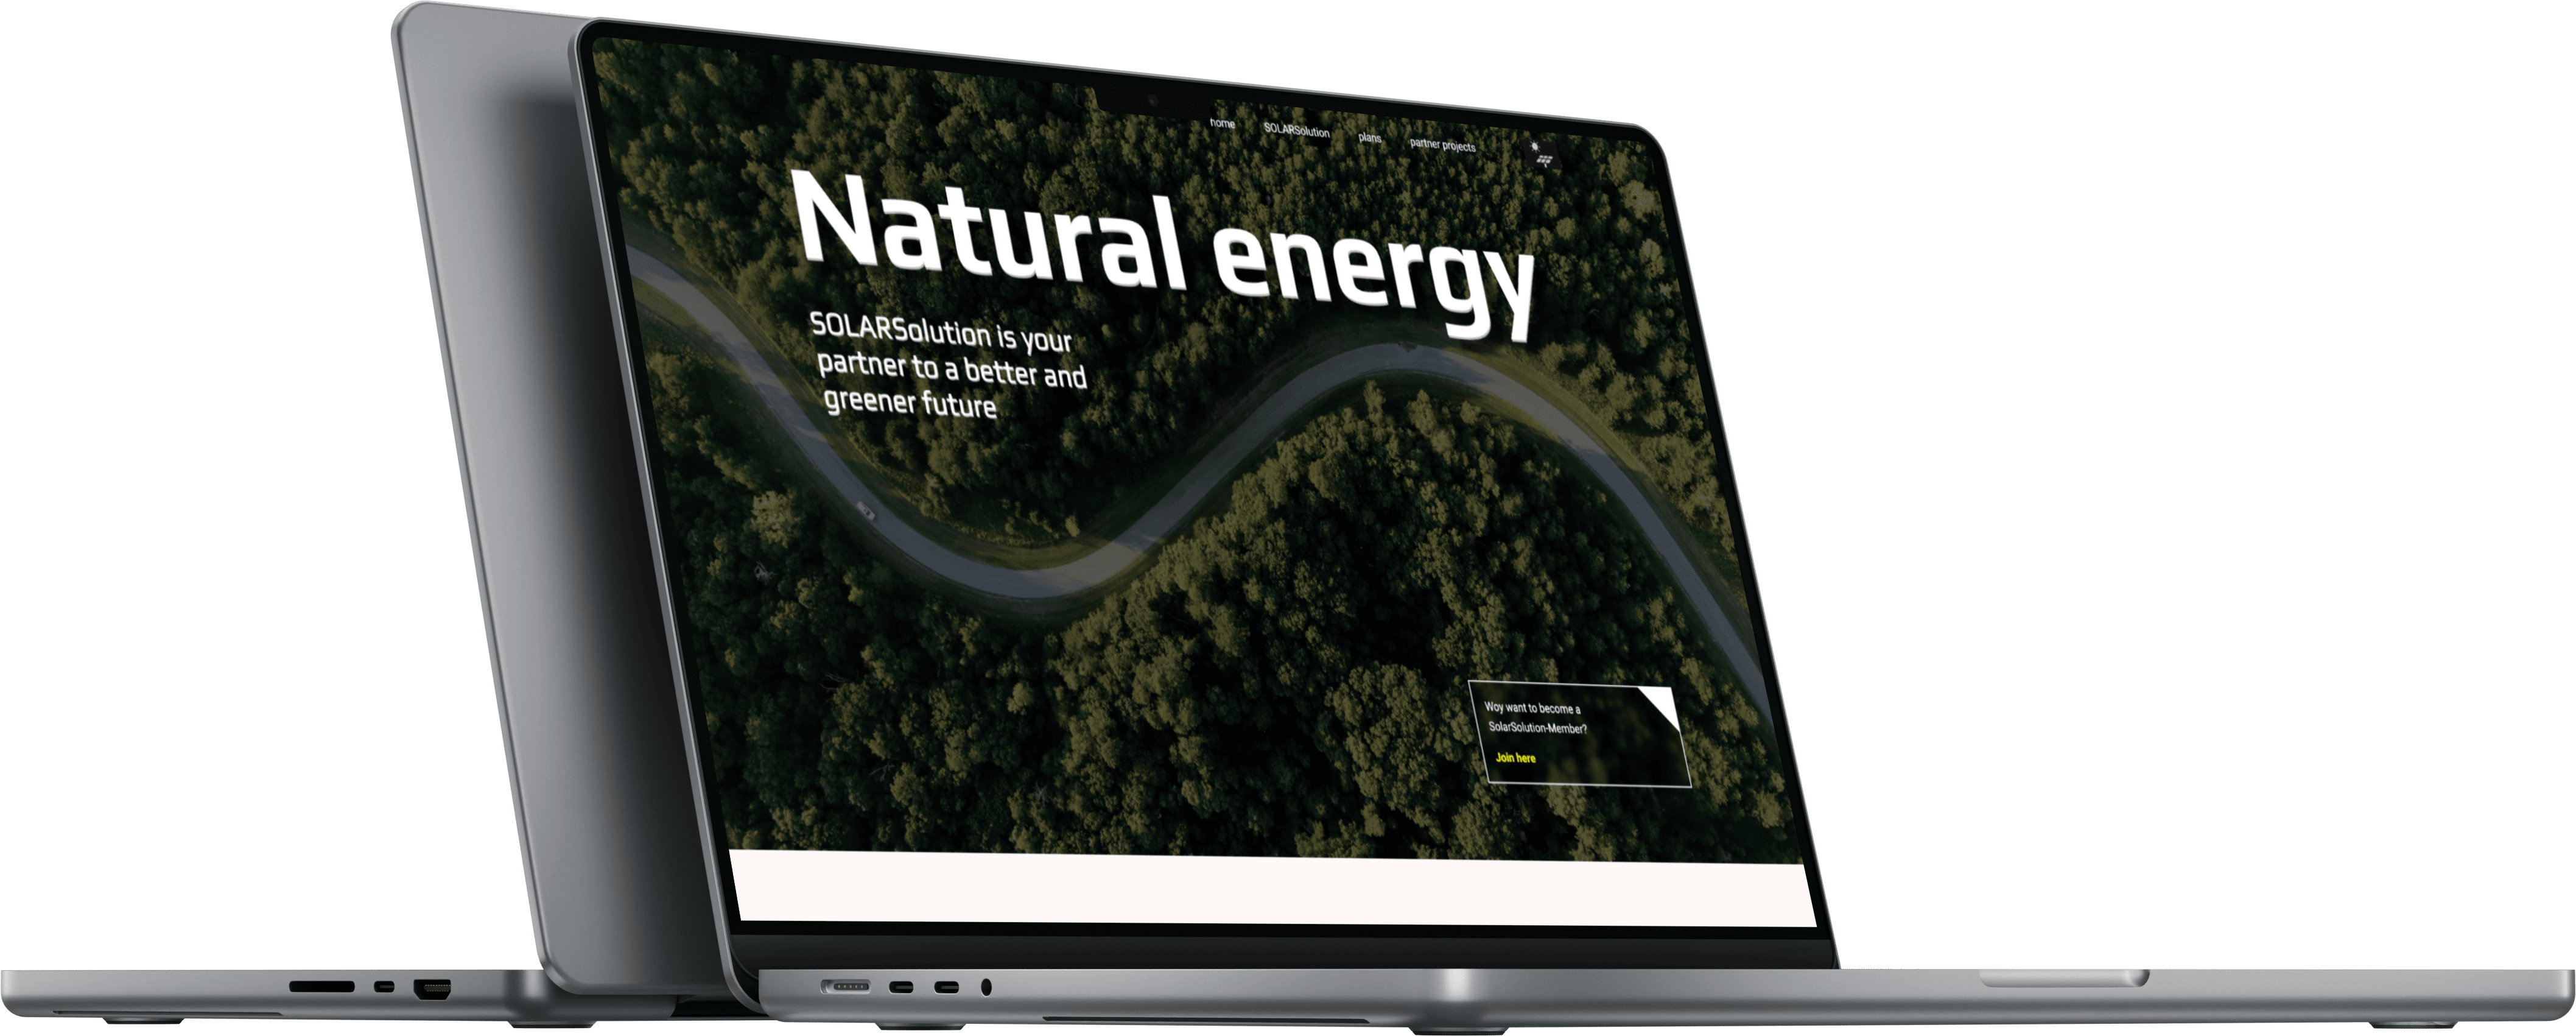 home SOLARSolution plans partner projects
Natural energy
SOLARSolution is your
partner to a better and
greener future
Woy want to become a
SolarSolution-Member?
Join here